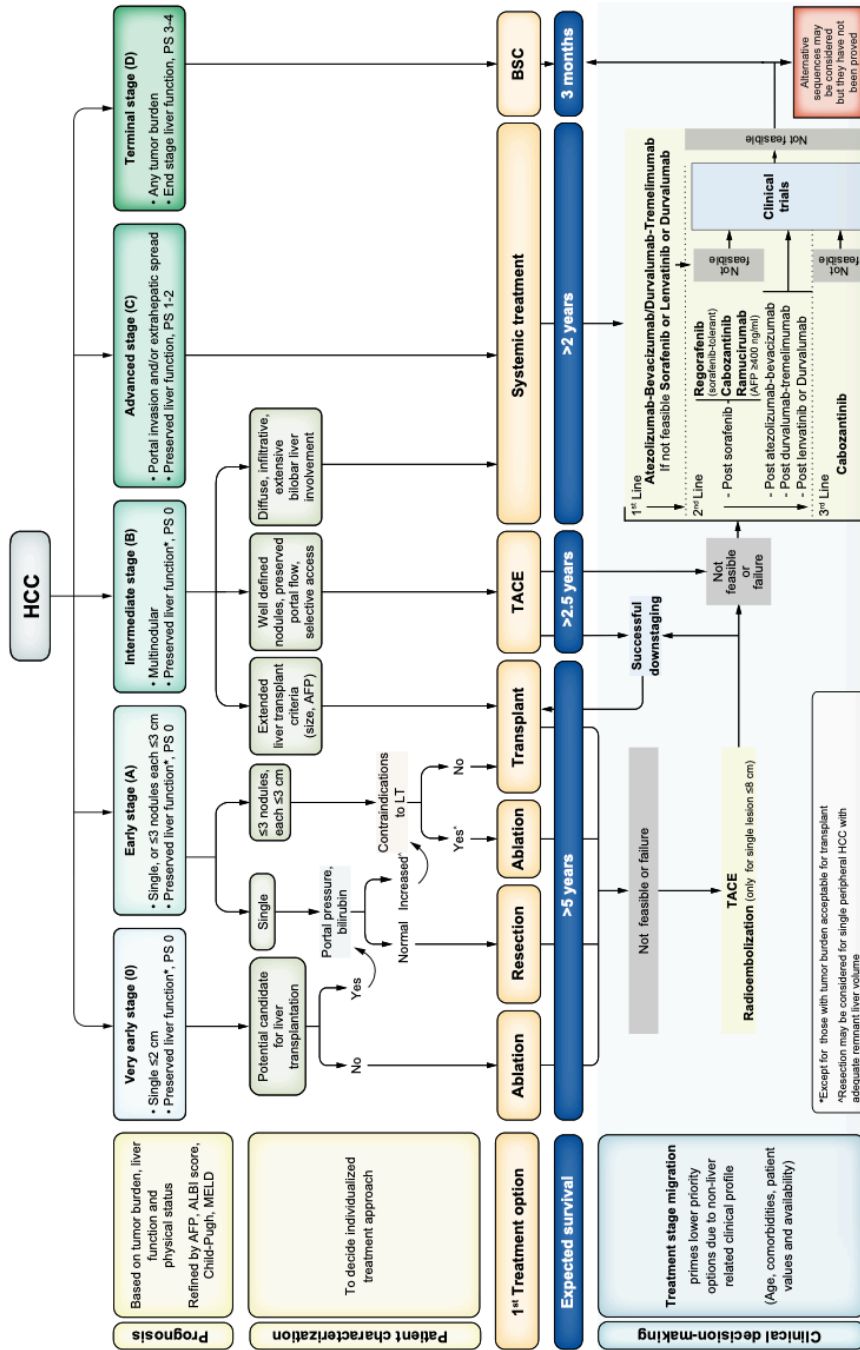 HCC
Prognosis
Based on tumor burden, liver
function and
physical status
Refined by AFP, ALBI score,
Child-Pugh, MELD
Very early stage (0)
• Single ≤2 cm
• Preserved liver function*, PS 0
Early stage (A)
• Single, or ≤3 nodules each ≤3 cm
• Preserved liver function*, PS 0
Intermediate stage (B)
• Multinodular
• Preserved liver function*, PS 0
Advanced stage (C)
• Portal invasion and/or extrahepatic spread
• Preserved liver function, PS 1-2
Terminal stage (D)
• Any tumor burden
• End stage liver function, PS 3-4
Patient characterization
To decide individualized
treatment approach
Potential candidate
for liver
transplantation
Single
≤3 nodules,
each ≤3 cm
Extended
liver transplant
criteria
(size, AFP)
Well defined
nodules, preserved
portal flow,
selective access
Diffuse, infiltrative,
extensive
bilobar liver
involvement
Portal pressure,
bilirubin
Contraindications
to LT
No
Yes
Normal
Increased^
Yes*
No
1st Treatment option
Ablation
Resection
Ablation
Transplant
TACE
Systemic treatment
BSC
Expected survival
>5 years
>2.5 years
>2 years
3 months
Clinical decision-making
Treatment stage migration
primes lower priority
options due to non-liver
related clinical profile
(Age, comorbidities, patient
values and availability)
Not feasible or failure
TACE
Radioembolization (only for single lesion ≤8 cm)
Successful
downstaging
Not
feasible
or
failure
1st Line
Atezolizumab-Bevacizumab/Durvalumab-Tremelimumab
If not feasible Sorafenib or Lenvatinib or Durvalumab
2nd Line
- Post sorafenib -
Regorafenib
(sorafenib-tolerant)
Cabozantinib
Ramucirumab
(AFP ≥400 ng/ml)
- Post atezolizumab-bevacizumab
- Post durvalumab-tremelimumab
- Post lenvatinib or Durvalumab
3rd Line
Cabozantinib
Not
feasible
Not
feasible
Clinical
trials
Not feasible
Alternative
sequences may
be considered
but they have not
been proved
*Except for those with tumor burden acceptable for transplant
^Resection may be considered for single peripheral HCC with
adequate remnant liver volume